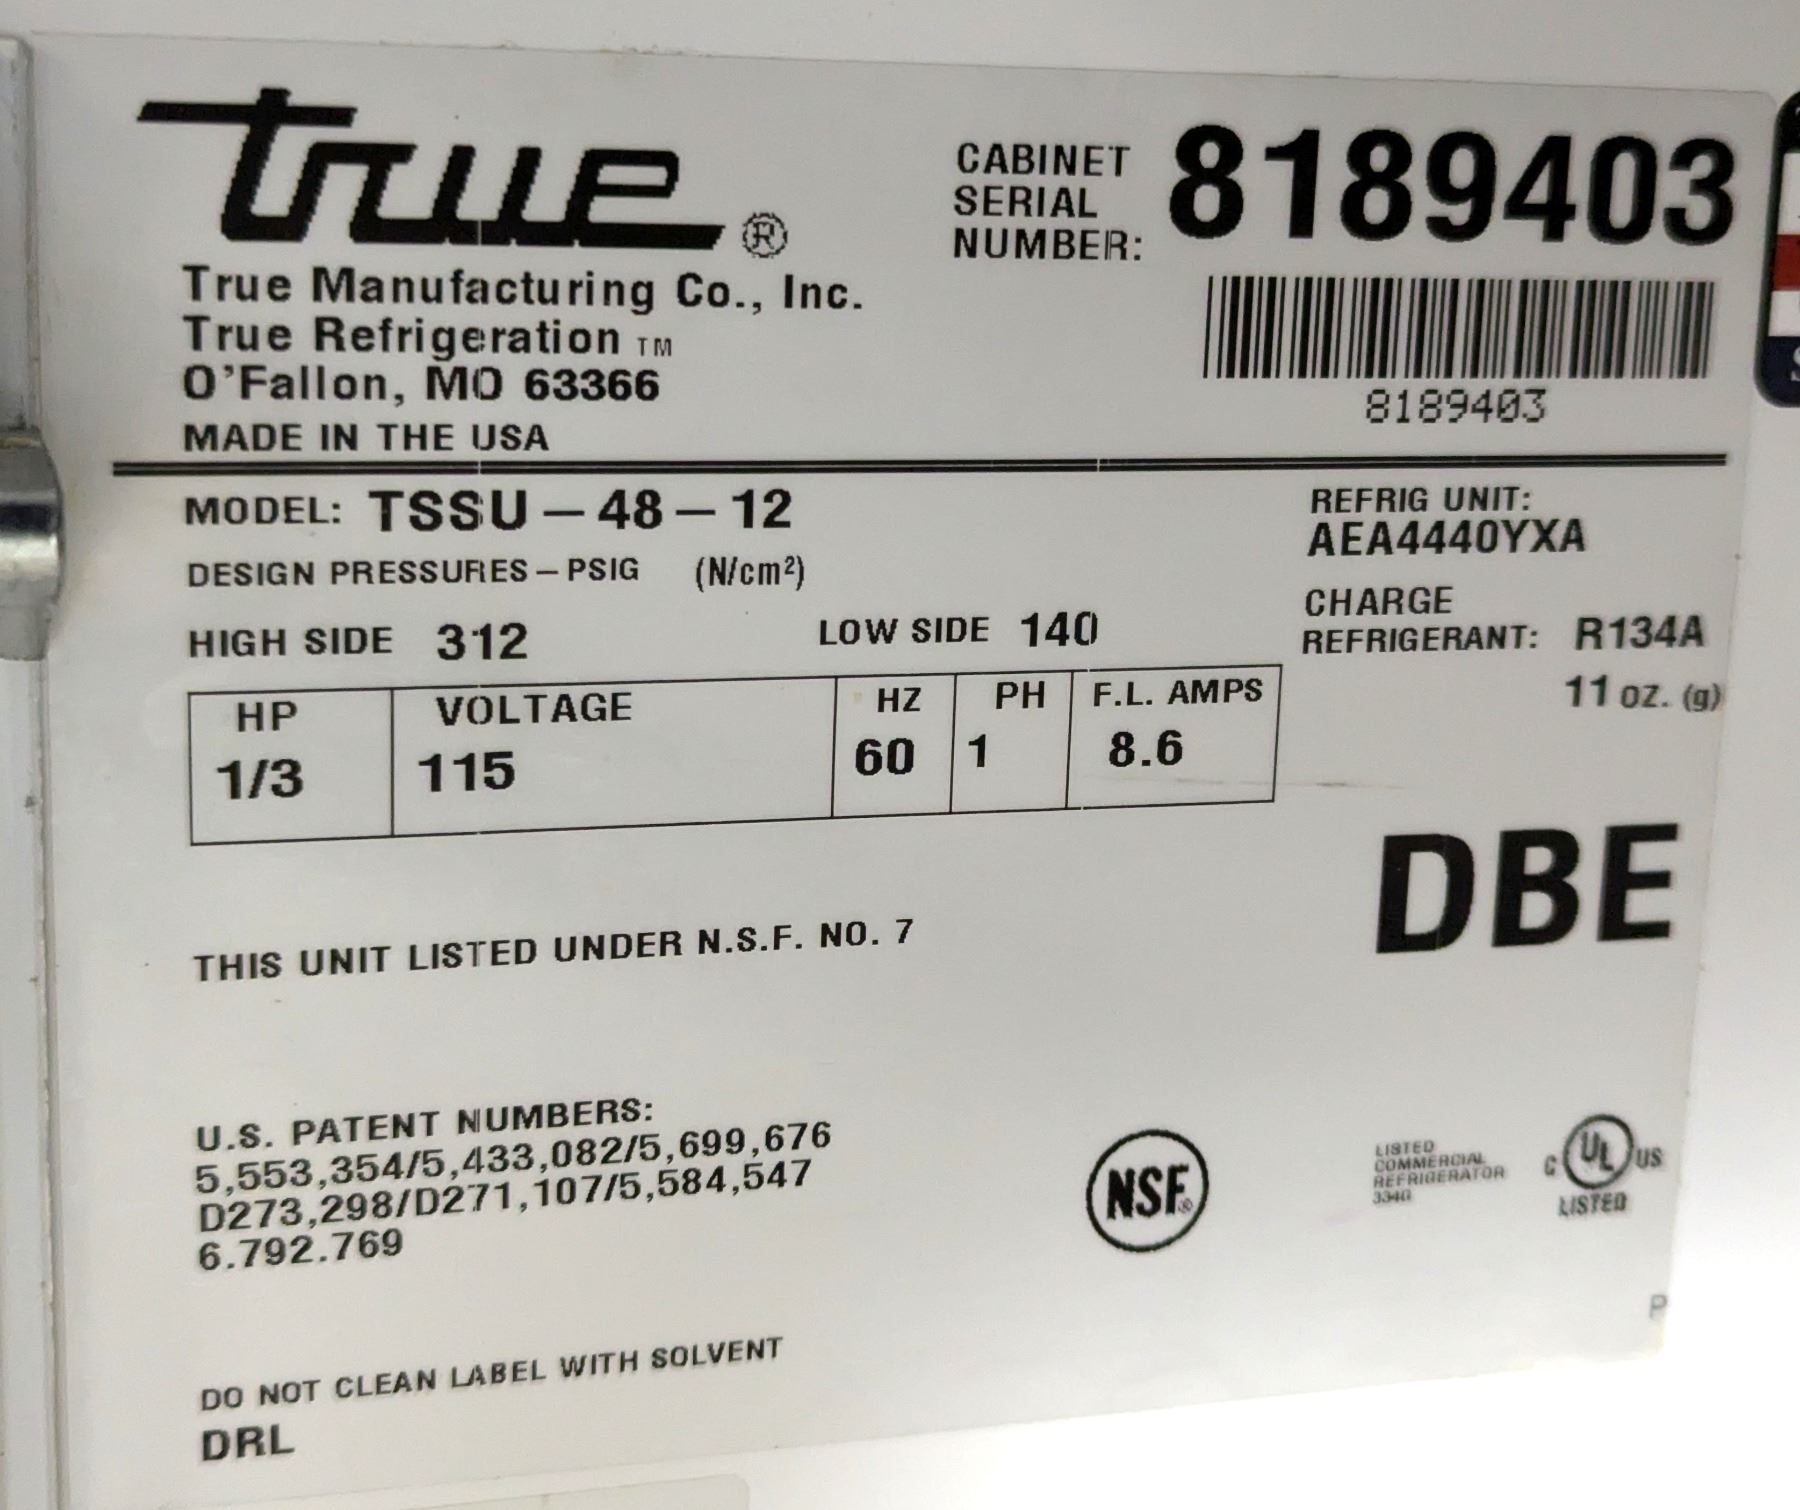 true®
True Manufacturing Co., Inc.
True Refrigeration TM
O'Fallon, MO 63366
MADE IN THE USA
CABINET
SERIAL
NUMBER: 8189403
8189403
MODEL: TSSU-48-12
DESIGN PRESSURES-PSIG (N/cm²)
HIGH SIDE 312 LOW SIDE 140
REFRIG UNIT:
AEA4440YXA
CHARGE
REFRIGERANT: R134A
11 oz. (g)
HP VOLTAGE HZ PH F.L. AMPS
1/3 115 60 1 8.6
DBE
THIS UNIT LISTED UNDER N.S.F. NO. 7
U.S. PATENT NUMBERS:
5,553,354/5,433,082/5,699,676
D273,298/D271,107/5,584,547
6.792.769
NSF®
LISTED
COMMERCIAL
REFRIGERATOR
C UL US
LISTED
P
DO NOT CLEAN LABEL WITH SOLVENT
DRL